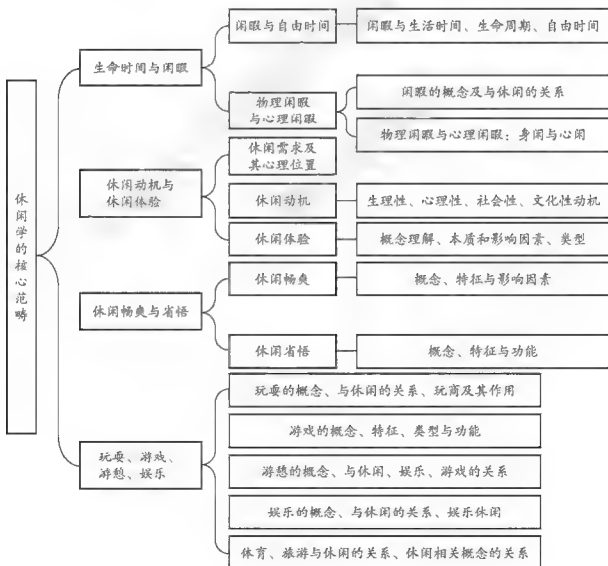 休闲学的核心范畴
生命时间与闲暇
闲暇与自由时间
闲暇与生活时间、生命周期、自由时间
物理闲暇
与心理闲暇
闲暇的概念及与休闲的关系
物理闲暇与心理闲暇：身闲与心闲
休闲动机与
休闲体验
休闲需求及
其心理位置
休闲动机
生理性、心理性、社会性、文化性动机
休闲体验
概念理解、本质和影响因素、类型
休闲畅爽与省悟
休闲畅爽
概念、特征与影响因素
休闲省悟
概念、特征与功能
玩耍、游戏、
游憩、娱乐
玩耍的概念、与休闲的关系、玩商及其作用
游戏的概念、特征、类型与功能
游憩的概念、与休闲、娱乐、游戏的关系
娱乐的概念、与休闲的关系、娱乐休闲
体育、旅游与休闲的关系、休闲相关概念的关系